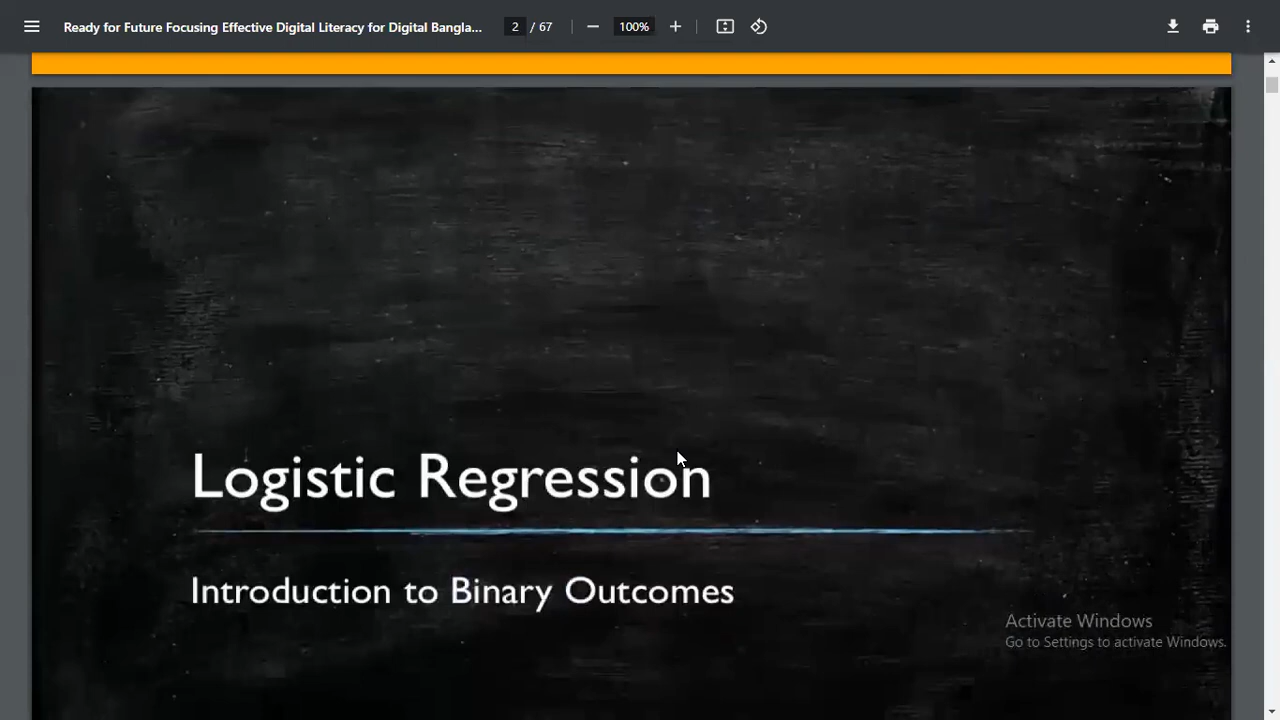 Ready for Future Focusing Effective Digital Literacy for Digital Bangla...
2 / 67
100%
Logistic Regression
Introduction to Binary Outcomes
Activate Windows
Go to Settings to activate Windows.